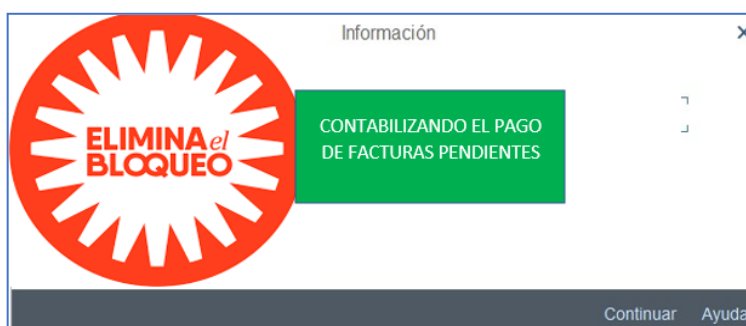 Información
ELIMINA el
BLOQUEO
CONTABILIZANDO EL PAGO
DE FACTURAS PENDIENTES
Continuar Ayuda